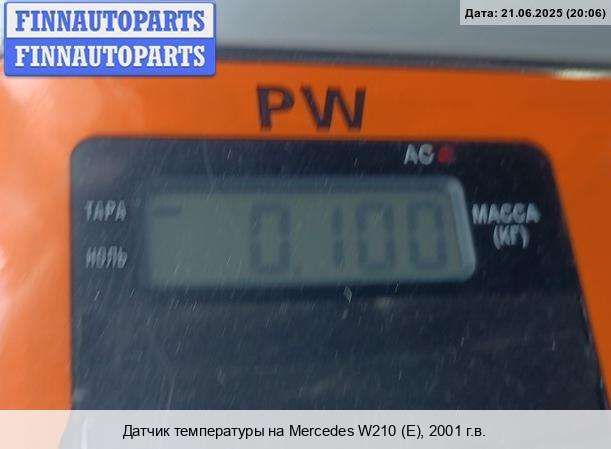 FINNAUTOPARTS
FINNAUTOPARTS
Дата: 21.06.2025 (20:06)
PW
AC
ТАРА
0.100
МАССА
(КГ)
НОЛЬ
Датчик температуры на Mercedes W210 (E), 2001 г.в.